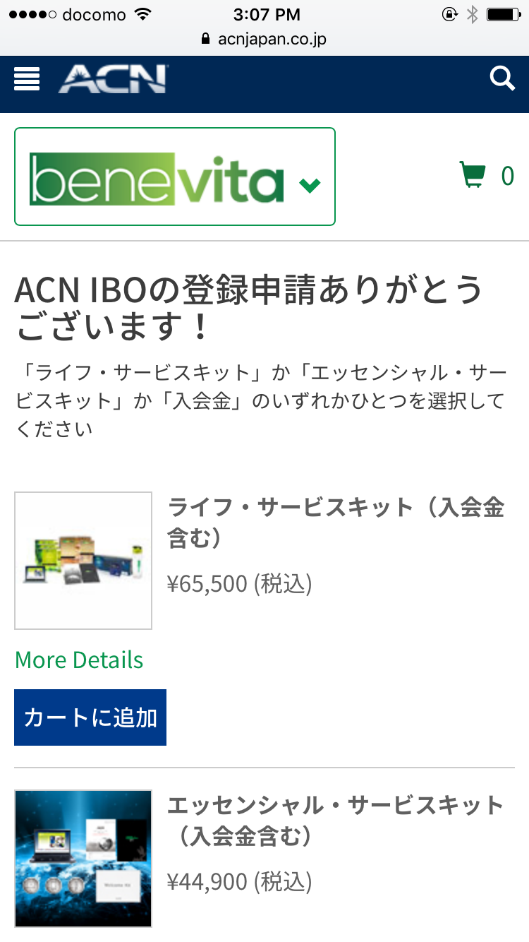 docomo 3:07 PM
acnjapan.co.jp
ACN
benevita 0
ACN IBOの登録申請ありがとう
ございます！
「ライフ・サービスキット」か「エッセンシャル・サー
ビスキット」か「入会金」のいずれかひとつを選択して
ください
ライフ・サービスキット（入会金
含む）
¥65,500 (税込)
More Details
カートに追加
エッセンシャル・サービスキット
（入会金含む）
¥44,900 (税込)